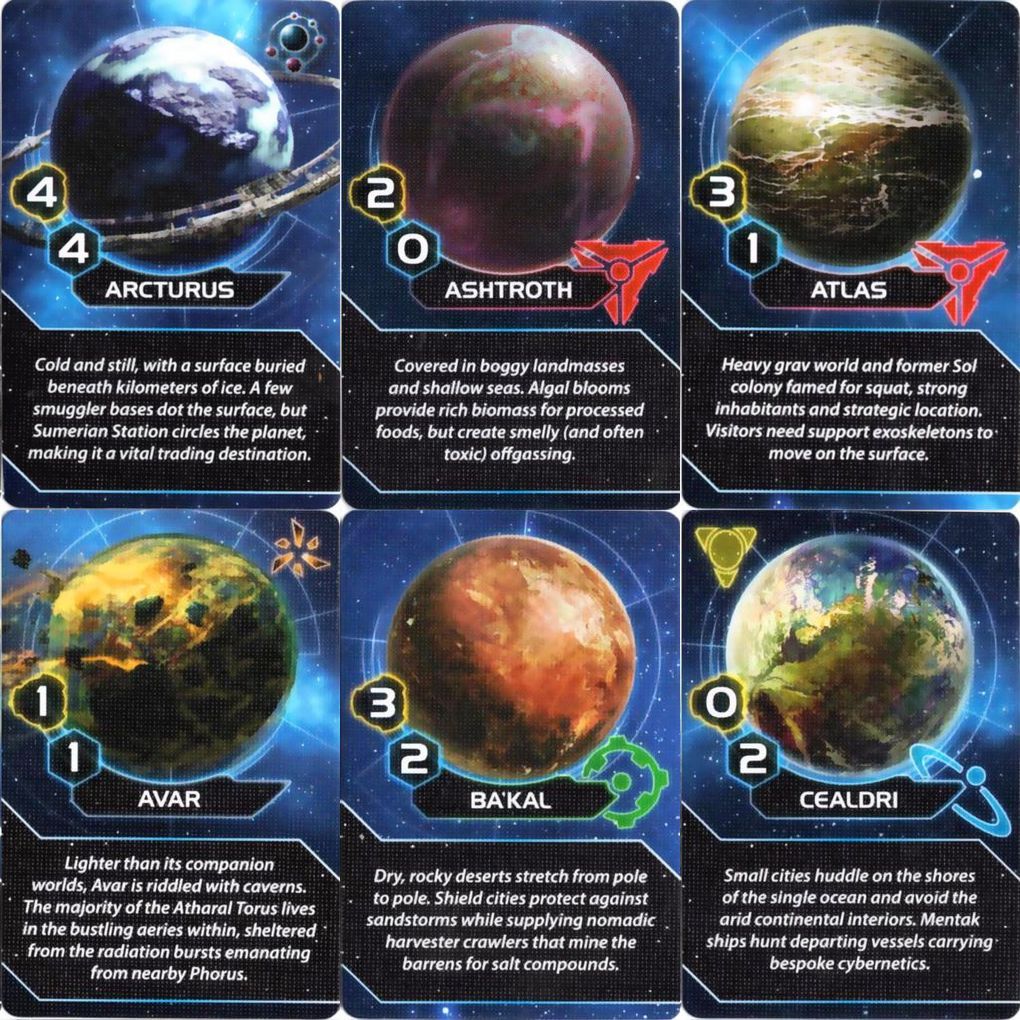 4
4
ARCTURUS
Cold and still, with a surface buried
beneath kilometers of ice. A few
smuggler bases dot the surface, but
Sumerian Station circles the planet,
making it a vital trading destination.
2
0
ASHTROTH
Covered in boggy landmasses
and shallow seas. Algal blooms
provide rich biomass for processed
foods, but create smelly (and often
toxic) offgassing.
3
1
ATLAS
Heavy grav world and former Sol
colony famed for squat, strong
inhabitants and strategic location.
Visitors need support exoskeletons to
move on the surface.
1
1
AVAR
Lighter than its companion
worlds, Avar is riddled with caverns.
The majority of the Atharal Torus lives
in the bustling aeries within, sheltered
from the radiation bursts emanating
from nearby Phorus.
3
2
BA'KAL
Dry, rocky deserts stretch from pole
to pole. Shield cities protect against
sandstorms while supplying nomadic
harvester crawlers that mine the
barrens for salt compounds.
0
2
CEALDRI
Small cities huddle on the shores
of the single ocean and avoid the
arid continental interiors. Mentak
ships hunt departing vessels carrying
bespoke cybernetics.